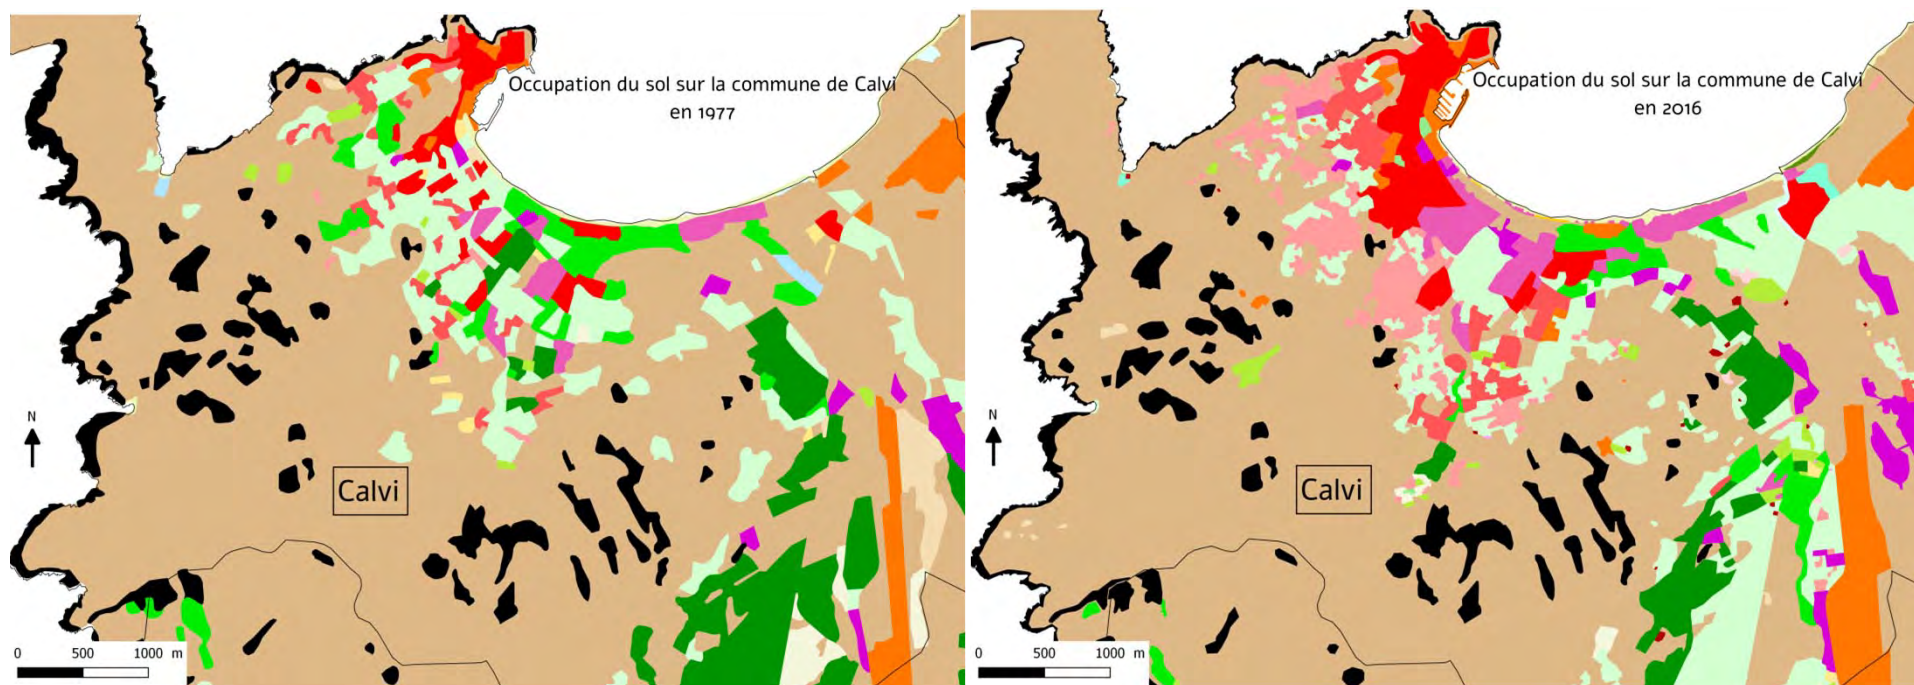 Occupation du sol sur la commune de Calvi
en 1977
N
Calvi
0 500 1000 m
Occupation du sol sur la commune de Calvi
en 2016
N
Calvi
0 500 1000 m